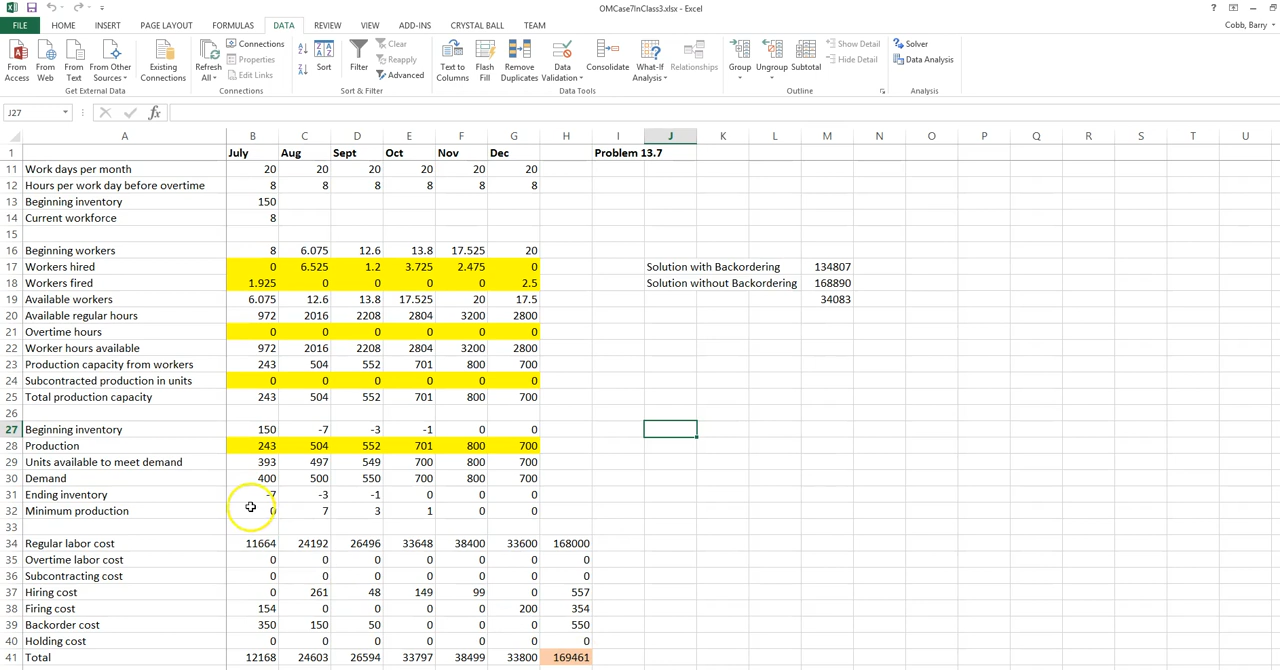 OMCase7InClass3.xlsx - Excel
FILE HOME INSERT PAGE LAYOUT FORMULAS DATA REVIEW VIEW ADD-INS CRYSTAL BALL TEAM
Cobb, Barry
From Access
From Web
From Text
From Other Sources
Existing Connections
Refresh All
Connections
Properties
Edit Links
Sort
Filter
Clear
Reapply
Advanced
Text to Columns
Flash Fill
Remove Duplicates
Data Validation
Consolidate
What-If Analysis
Relationships
Group
Ungroup
Subtotal
Show Detail
Hide Detail
Solver
Data Analysis
Get External Data Connections Sort & Filter Data Tools Outline Analysis
J27 fx
A B C D E F G H I J K L M N O P Q R S T U
1 July Aug Sept Oct Nov Dec Problem 13.7
11 Work days per month 20 20 20 20 20 20
12 Hours per work day before overtime 8 8 8 8 8 8
13 Beginning inventory 150
14 Current workforce 8
15
16 Beginning workers 8 6.075 12.6 13.8 17.525 20
17 Workers hired 0 6.525 1.2 3.725 2.475 0 Solution with Backordering 134807
18 Workers fired 1.925 0 0 0 0 2.5 Solution without Backordering 168890
19 Available workers 6.075 12.6 13.8 17.525 20 17.5 34083
20 Available regular hours 972 2016 2208 2804 3200 2800
21 Overtime hours 0 0 0 0 0 0
22 Worker hours available 972 2016 2208 2804 3200 2800
23 Production capacity from workers 243 504 552 701 800 700
24 Subcontracted production in units 0 0 0 0 0 0
25 Total production capacity 243 504 552 701 800 700
26
27 Beginning inventory 150 -7 -3 -1 0 0
28 Production 243 504 552 701 800 700
29 Units available to meet demand 393 497 549 700 800 700
30 Demand 400 500 550 700 800 700
31 Ending inventory -7 -3 -1 0 0 0
32 Minimum production 0 7 3 1 0 0
33
34 Regular labor cost 11664 24192 26496 33648 38400 33600 168000
35 Overtime labor cost 0 0 0 0 0 0 0
36 Subcontracting cost 0 0 0 0 0 0 0
37 Hiring cost 0 261 48 149 99 0 557
38 Firing cost 154 0 0 0 0 200 354
39 Backorder cost 350 150 50 0 0 0 550
40 Holding cost 0 0 0 0 0 0 0
41 Total 12168 24603 26594 33797 38499 33800 169461